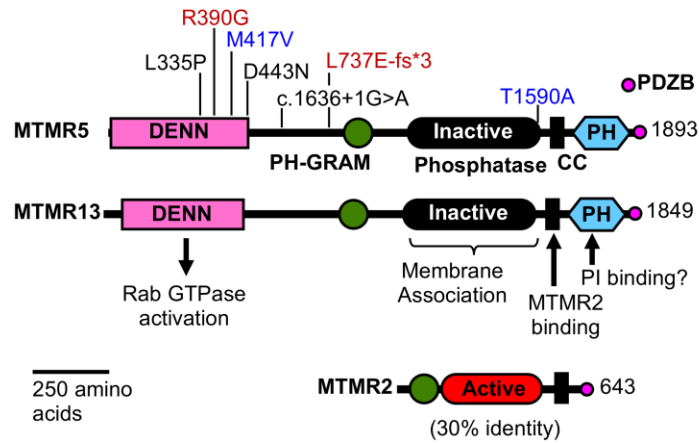 R390G
M417V
L335P
D443N
L737E-fs*3
c.1636+1G>A
T1590A
PDZB
MTMR5
DENN
Inactive
PH
1893
PH-GRAM
Phosphatase
CC
MTMR13
DENN
Inactive
PH
1849
Rab GTPase
activation
Membrane
Association
MTMR2
binding
PI binding?
250 amino
acids
MTMR2
Active
643
(30% identity)